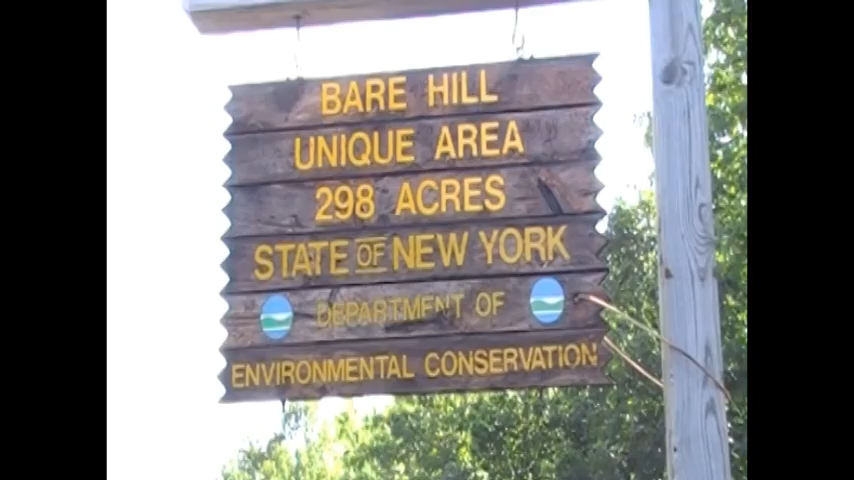 BARE HILL
UNIQUE AREA
298 ACRES
STATE OF NEW YORK
DEPARTMENT OF
ENVIRONMENTAL CONSERVATION